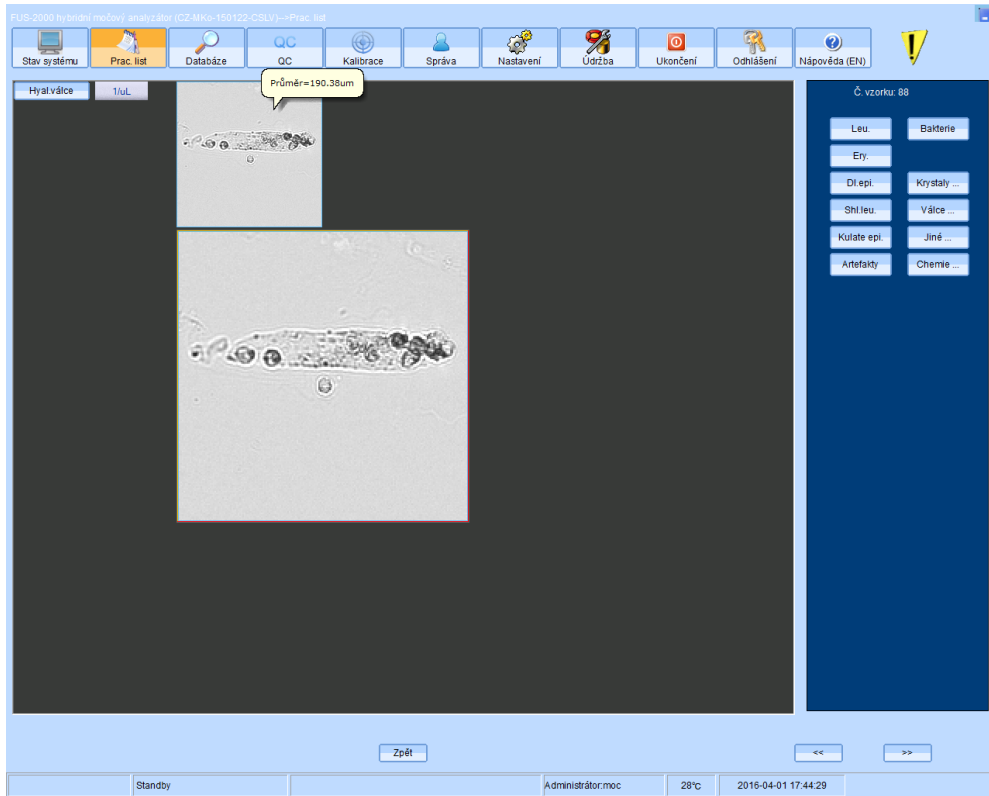 FUS-2000 hybridní močový analyzátor (CZ-MKo-150122-CSLV)-->Prac. list
Stav systému
Prac. list
Databáze
QC
QC
Kalibrace
Správa
Nastavení
Údržba
Ukončení
Odhlášení
Nápověda (EN)
Průměr=190.38um
Hyal.válce
1/uL
Č. vzorku: 88
Leu.
Bakterie
Ery.
Dl.epi.
Krystaly ...
Shl.leu.
Válce ...
Kulate epi.
Jiné ...
Artefakty
Chemie ...
Zpět
<<
>>
Standby
Administrátor:moc
28°C
2016-04-01 17:44:29